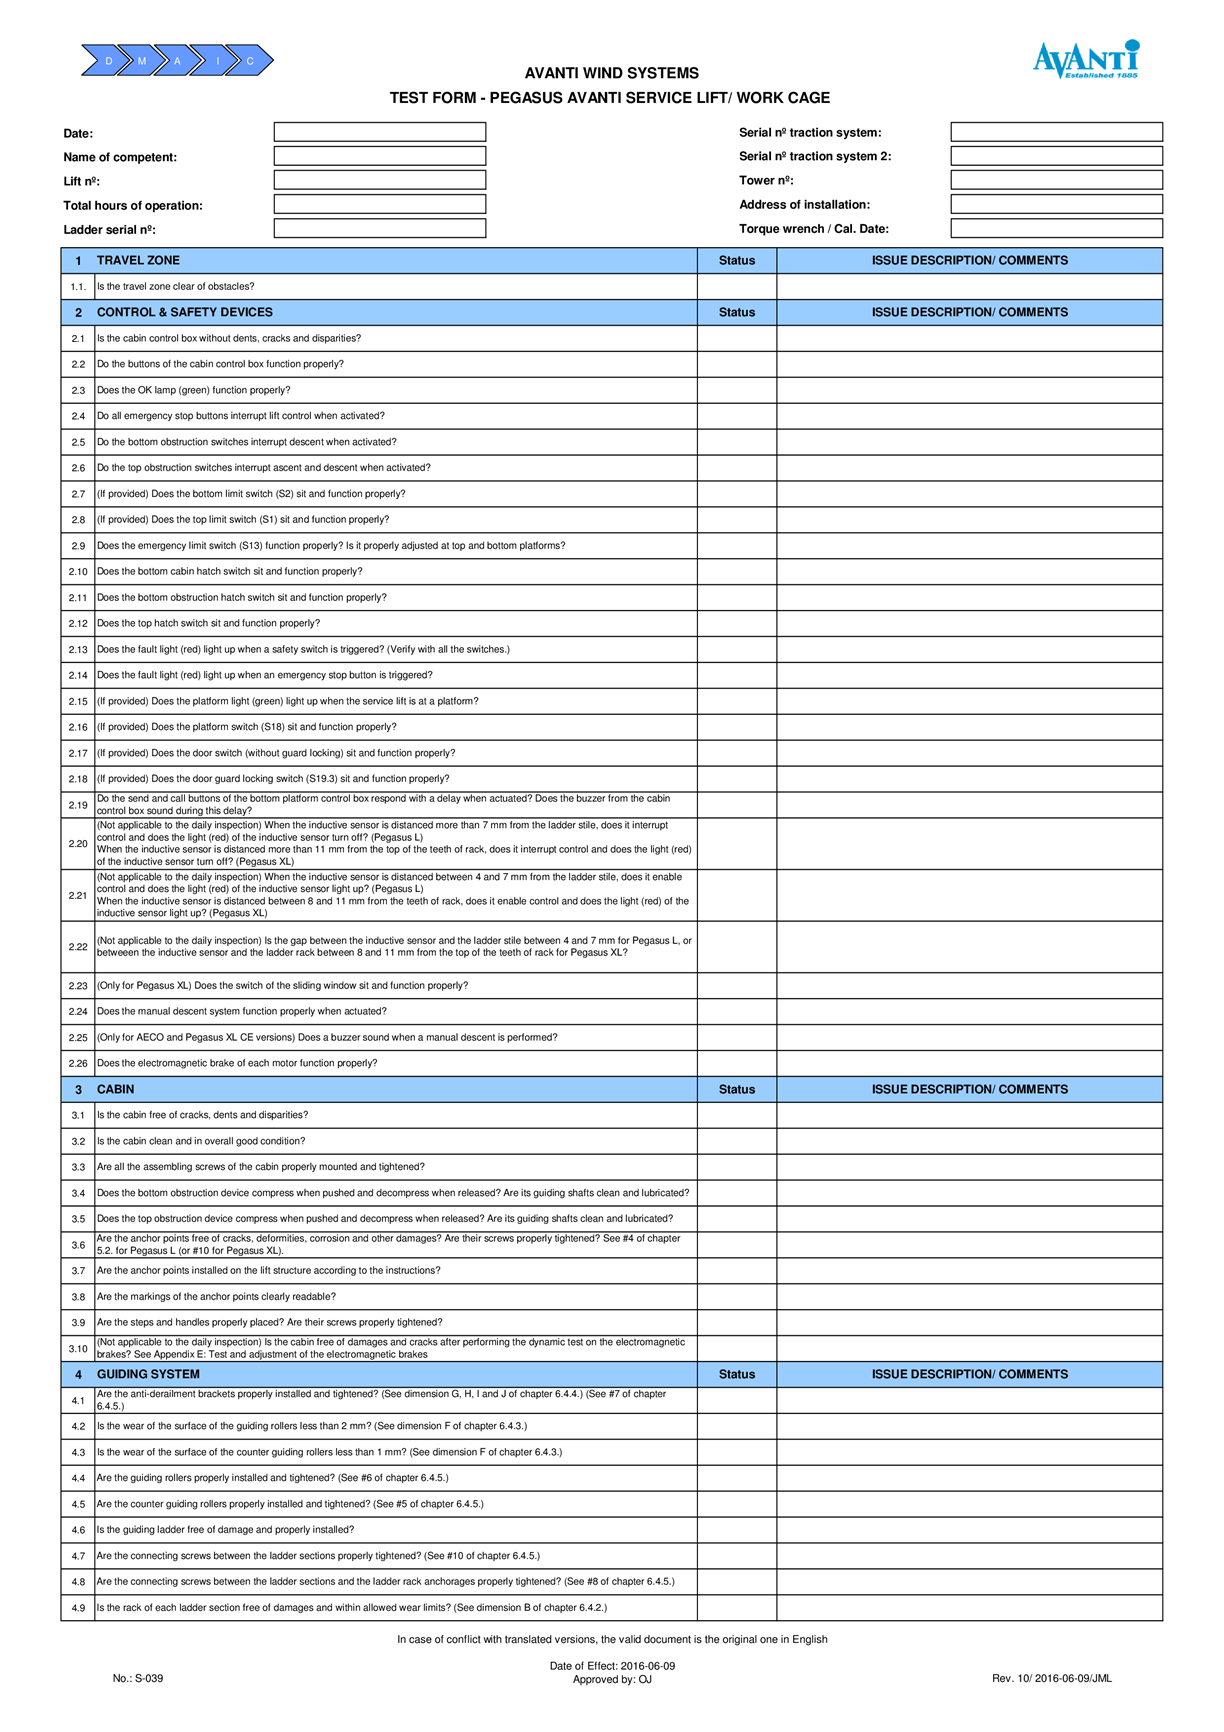 D M A I C
AVANTI
Established 1885
AVANTI WIND SYSTEMS
TEST FORM - PEGASUS AVANTI SERVICE LIFT/ WORK CAGE
Date:
Serial nº traction system:
Name of competent:
Serial nº traction system 2:
Lift nº:
Tower nº:
Total hours of operation:
Address of installation:
Ladder serial nº:
Torque wrench / Cal. Date:
1 TRAVEL ZONE Status ISSUE DESCRIPTION/ COMMENTS
1.1. Is the travel zone clear of obstacles?
2 CONTROL & SAFETY DEVICES Status ISSUE DESCRIPTION/ COMMENTS
2.1 Is the cabin control box without dents, cracks and disparities?
2.2 Do the buttons of the cabin control box function properly?
2.3 Does the OK lamp (green) function properly?
2.4 Do all emergency stop buttons interrupt lift control when activated?
2.5 Do the bottom obstruction switches interrupt descent when activated?
2.6 Do the top obstruction switches interrupt ascent and descent when activated?
2.7 (If provided) Does the bottom limit switch (S2) sit and function properly?
2.8 (If provided) Does the top limit switch (S1) sit and function properly?
2.9 Does the emergency limit switch (S13) function properly? Is it properly adjusted at top and bottom platforms?
2.10 Does the bottom cabin hatch switch sit and function properly?
2.11 Does the bottom obstruction hatch switch sit and function properly?
2.12 Does the top hatch switch sit and function properly?
2.13 Does the fault light (red) light up when a safety switch is triggered? (Verify with all the switches.)
2.14 Does the fault light (red) light up when an emergency stop button is triggered?
2.15 (If provided) Does the platform light (green) light up when the service lift is at a platform?
2.16 (If provided) Does the platform switch (S18) sit and function properly?
2.17 (If provided) Does the door switch (without guard locking) sit and function properly?
2.18 (If provided) Does the door guard locking switch (S19.3) sit and function properly?
2.19 Do the send and call buttons of the bottom platform control box respond with a delay when actuated? Does the buzzer from the cabin
control box sound during this delay?
2.20 (Not applicable to the daily inspection) When the inductive sensor is distanced more than 7 mm from the ladder stile, does it interrupt
control and does the light (red) of the inductive sensor turn off? (Pegasus L)
When the inductive sensor is distanced more than 11 mm from the top of the teeth of rack, does it interrupt control and does the light (red)
of the inductive sensor turn off? (Pegasus XL)
2.21 (Not applicable to the daily inspection) When the inductive sensor is distanced between 4 and 7 mm from the ladder stile, does it enable
control and does the light (red) of the inductive sensor light up? (Pegasus L)
When the inductive sensor is distanced between 8 and 11 mm from the teeth of rack, does it enable control and does the light (red) of the
inductive sensor light up? (Pegasus XL)
2.22 (Not applicable to the daily inspection) Is the gap between the inductive sensor and the ladder stile between 4 and 7 mm for Pegasus L, or
betweeen the inductive sensor and the ladder rack between 8 and 11 mm from the top of the teeth of rack for Pegasus XL?
2.23 (Only for Pegasus XL) Does the switch of the sliding window sit and function properly?
2.24 Does the manual descent system function properly when actuated?
2.25 (Only for AECO and Pegasus XL CE versions) Does a buzzer sound when a manual descent is performed?
2.26 Does the electromagnetic brake of each motor function properly?
3 CABIN Status ISSUE DESCRIPTION/ COMMENTS
3.1 Is the cabin free of cracks, dents and disparities?
3.2 Is the cabin clean and in overall good condition?
3.3 Are all the assembling screws of the cabin properly mounted and tightened?
3.4 Does the bottom obstruction device compress when pushed and decompress when released? Are its guiding shafts clean and lubricated?
3.5 Does the top obstruction device compress when pushed and decompress when released? Are its guiding shafts clean and lubricated?
3.6 Are the anchor points free of cracks, deformities, corrosion and other damages? Are their screws properly tightened? See #4 of chapter
5.2. for Pegasus L (or #10 for Pegasus XL).
3.7 Are the anchor points installed on the lift structure according to the instructions?
3.8 Are the markings of the anchor points clearly readable?
3.9 Are the steps and handles properly placed? Are their screws properly tightened?
3.10 (Not applicable to the daily inspection) Is the cabin free of damages and cracks after performing the dynamic test on the electromagnetic
brakes? See Appendix E: Test and adjustment of the electromagnetic brakes
4 GUIDING SYSTEM Status ISSUE DESCRIPTION/ COMMENTS
4.1 Are the anti-derailment brackets properly installed and tightened? (See dimension G, H, I and J of chapter 6.4.4.) (See #7 of chapter
6.4.5.)
4.2 Is the wear of the surface of the guiding rollers less than 2 mm? (See dimension F of chapter 6.4.3.)
4.3 Is the wear of the surface of the counter guiding rollers less than 1 mm? (See dimension F of chapter 6.4.3.)
4.4 Are the guiding rollers properly installed and tightened? (See #6 of chapter 6.4.5.)
4.5 Are the counter guiding rollers properly installed and tightened? (See #5 of chapter 6.4.5.)
4.6 Is the guiding ladder free of damage and properly installed?
4.7 Are the connecting screws between the ladder sections properly tightened? (See #10 of chapter 6.4.5.)
4.8 Are the connecting screws between the ladder sections and the ladder rack anchorages properly tightened? (See #8 of chapter 6.4.5.)
4.9 Is the rack of each ladder section free of damages and within allowed wear limits? (See dimension B of chapter 6.4.2.)
In case of conflict with translated versions, the valid document is the original one in English
Date of Effect: 2016-06-09
No.: S-039 Approved by: OJ Rev. 10/ 2016-06-09/JML